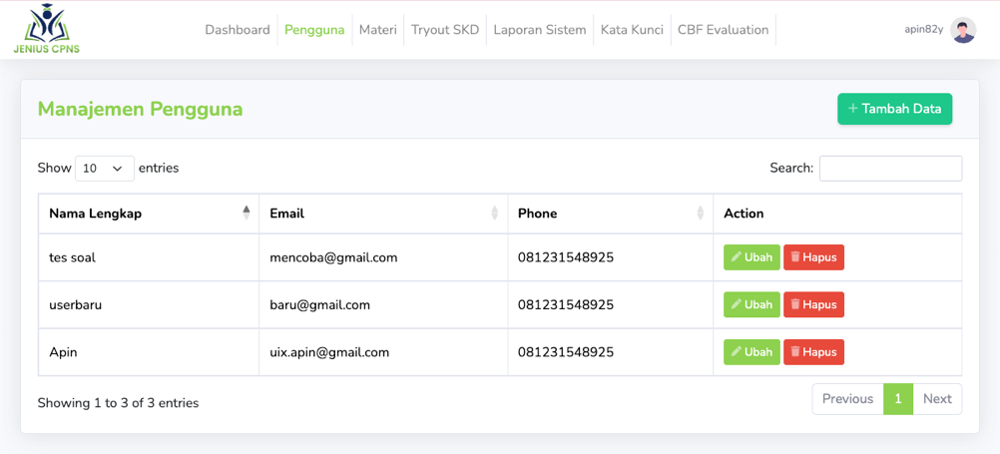 JENIUS CPNS
Dashboard Pengguna Materi Tryout SKD Laporan Sistem Kata Kunci CBF Evaluation apin82y
Manajemen Pengguna + Tambah Data
Show 10 entries Search:
Nama Lengkap Email Phone Action
tes soal mencoba@gmail.com 081231548925 Ubah Hapus
userbaru baru@gmail.com 081231548925 Ubah Hapus
Apin uix.apin@gmail.com 081231548925 Ubah Hapus
Showing 1 to 3 of 3 entries Previous 1 Next